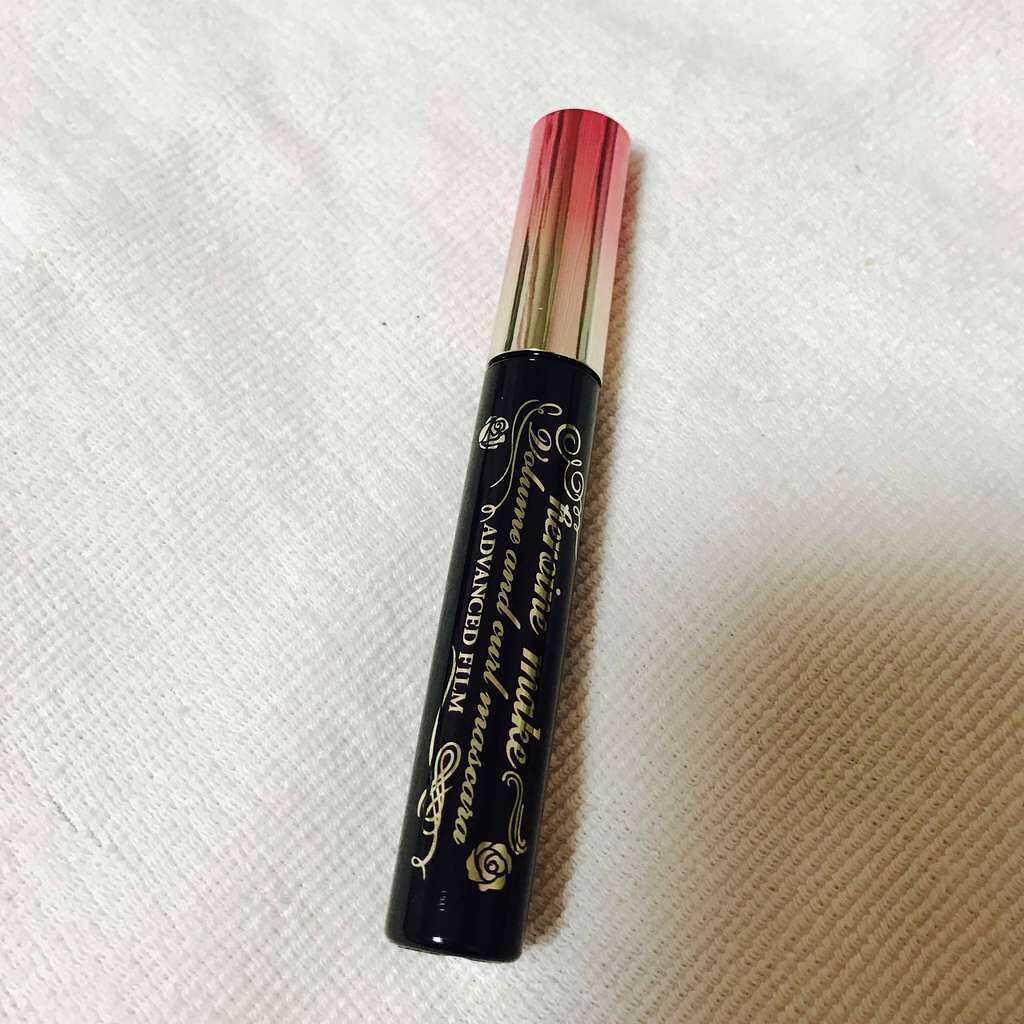 heroine make
Volume and curl mascara
ADVANCED FILM